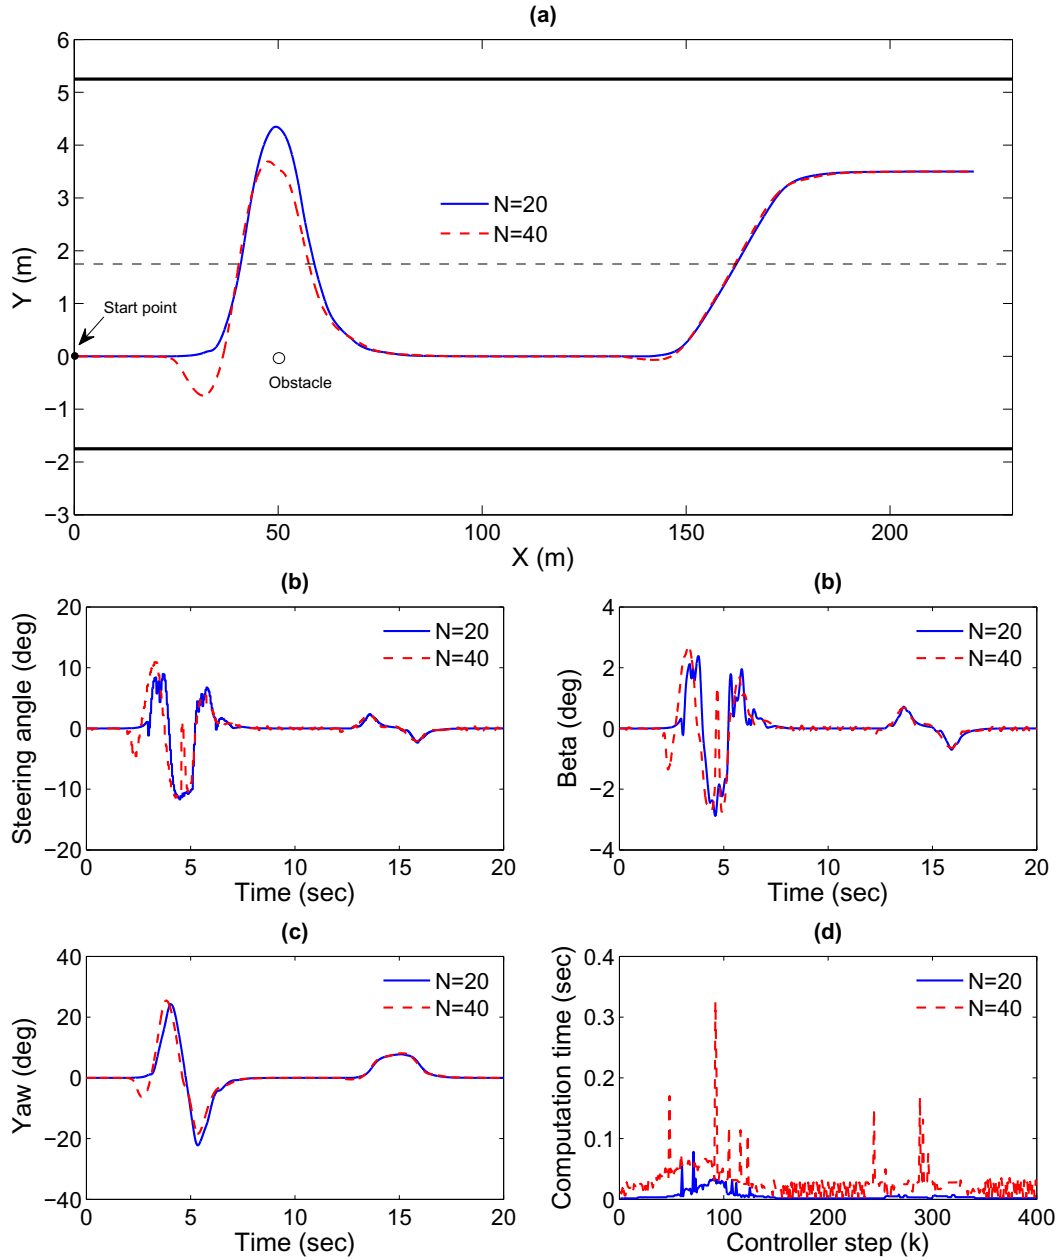 (a)
6
5
4
3
2
1
0
−1
−2
−3
Y (m)
N=20
N=40
Start point
Obstacle
0 50 100 150 200
X (m)
(b)
20
10
0
−10
−20
Steering angle (deg)
N=20
N=40
0 5 10 15 20
Time (sec)
(b)
4
2
0
−2
−4
Beta (deg)
N=20
N=40
0 5 10 15 20
Time (sec)
(c)
40
20
0
−20
−40
Yaw (deg)
N=20
N=40
0 5 10 15 20
Time (sec)
(d)
0.4
0.3
0.2
0.1
0
Computation time (sec)
N=20
N=40
0 100 200 300 400
Controller step (k)